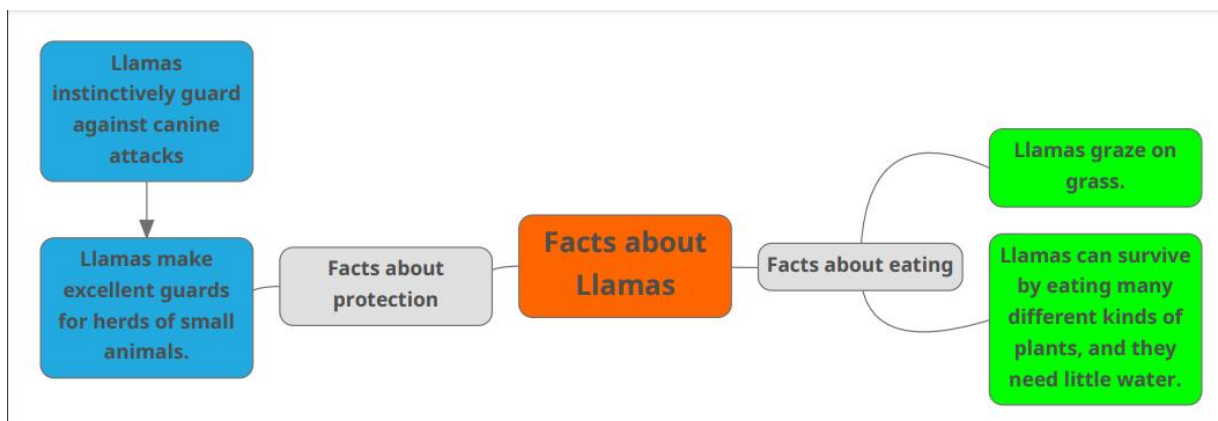 Llamas
instinctively guard
against canine
attacks
Llamas make
excellent guards
for herds of small
animals.
Facts about
protection
Facts about
Llamas
Facts about eating
Llamas graze on
grass.
Llamas can survive
by eating many
different kinds of
plants, and they
need little water.